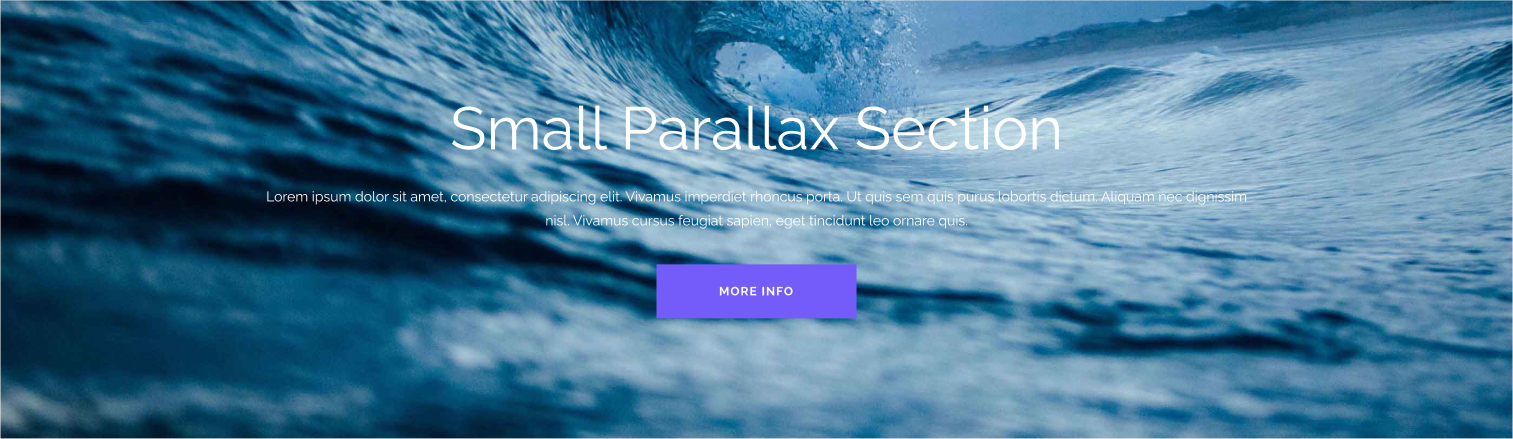 Small Parallax Section
Lorem ipsum dolor sit amet, consectetur adipiscing elit. Vivamus imperdiet rhoncus porta. Ut quis sem quis purus lobortis dictum. Aliquam nec dignissim
nisl. Vivamus cursus feugiat sapien, eget tincidunt leo ornare quis.
MORE INFO